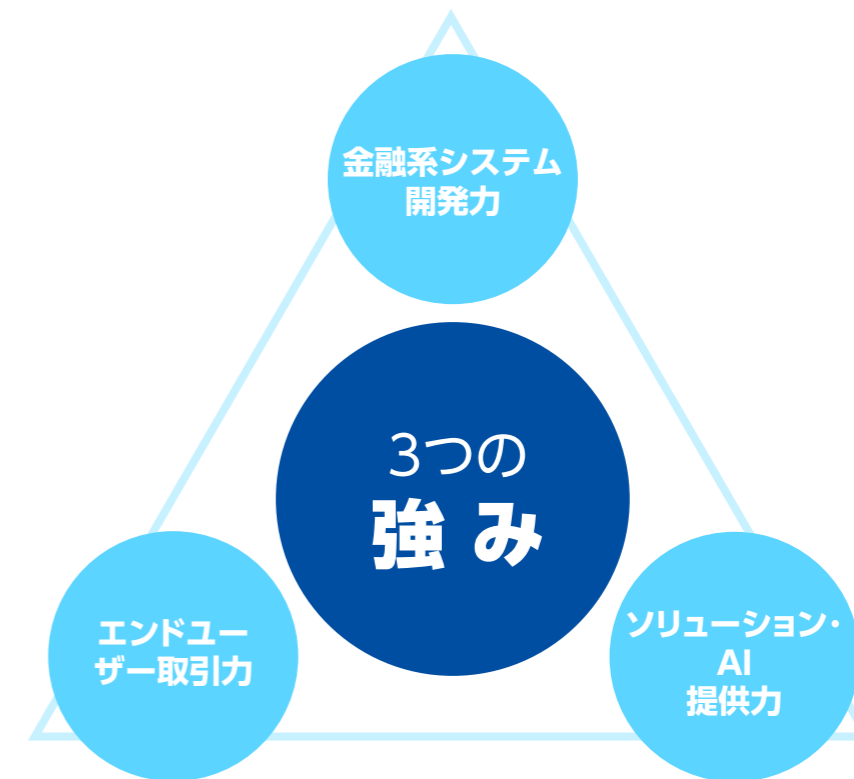 金融系システム
開発力
3つの
強み
エンドユー
ザー取引力
ソリューション・
AI
提供力